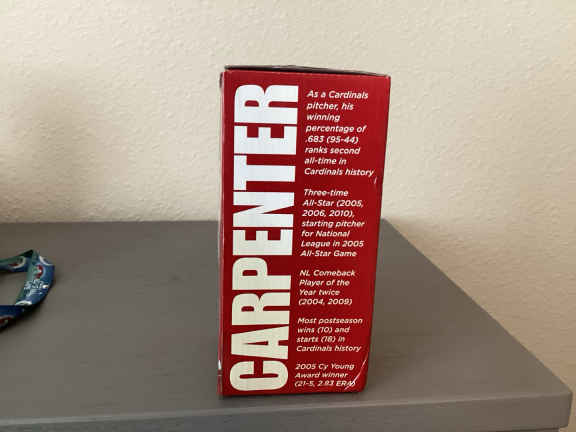 CARPENTER
As a Cardinals
pitcher, his
winning
percentage of
.683 (95-44)
ranks second
all-time in
Cardinals history
Three-time
All-Star (2005,
2006, 2010),
starting pitcher
for National
League in 2005
All-Star Game
NL Comeback
Player of the
Year twice
(2004, 2009)
Most postseason
wins (10) and
starts (18) in
Cardinals history
2005 Cy Young
Award winner
(21-5, 2.83 ERA)